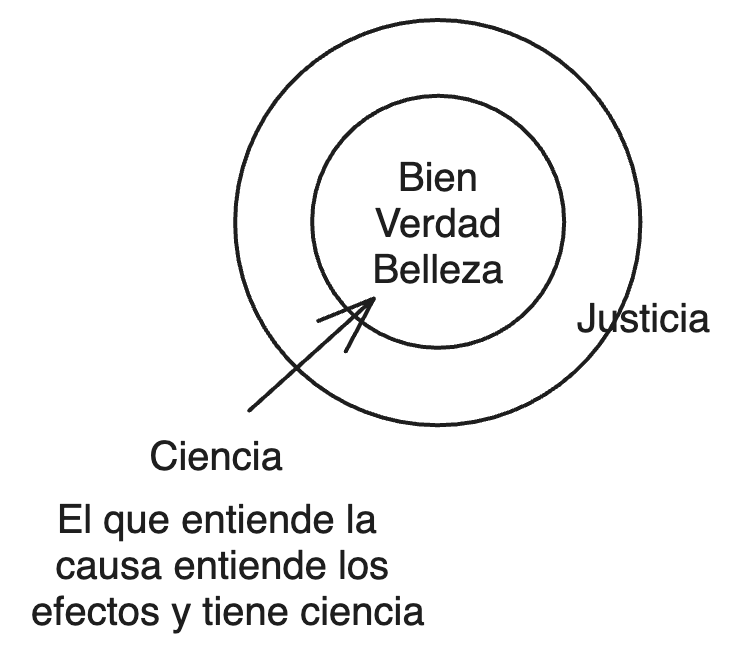 Bien
Verdad
Belleza
Justicia
Ciencia
El que entiende la
causa entiende los
efectos y tiene ciencia